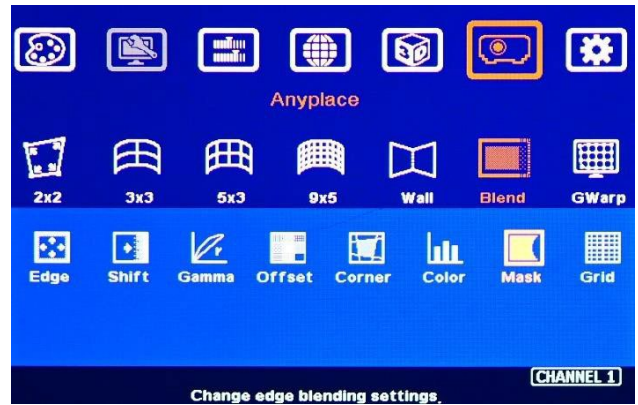 3D
Anyplace
2x2 3x3 5x3 9x5 Wall Blend GWarp
Edge Shift Gamma Offset Corner Color Mask Grid
CHANNEL 1
Change edge blending settings.